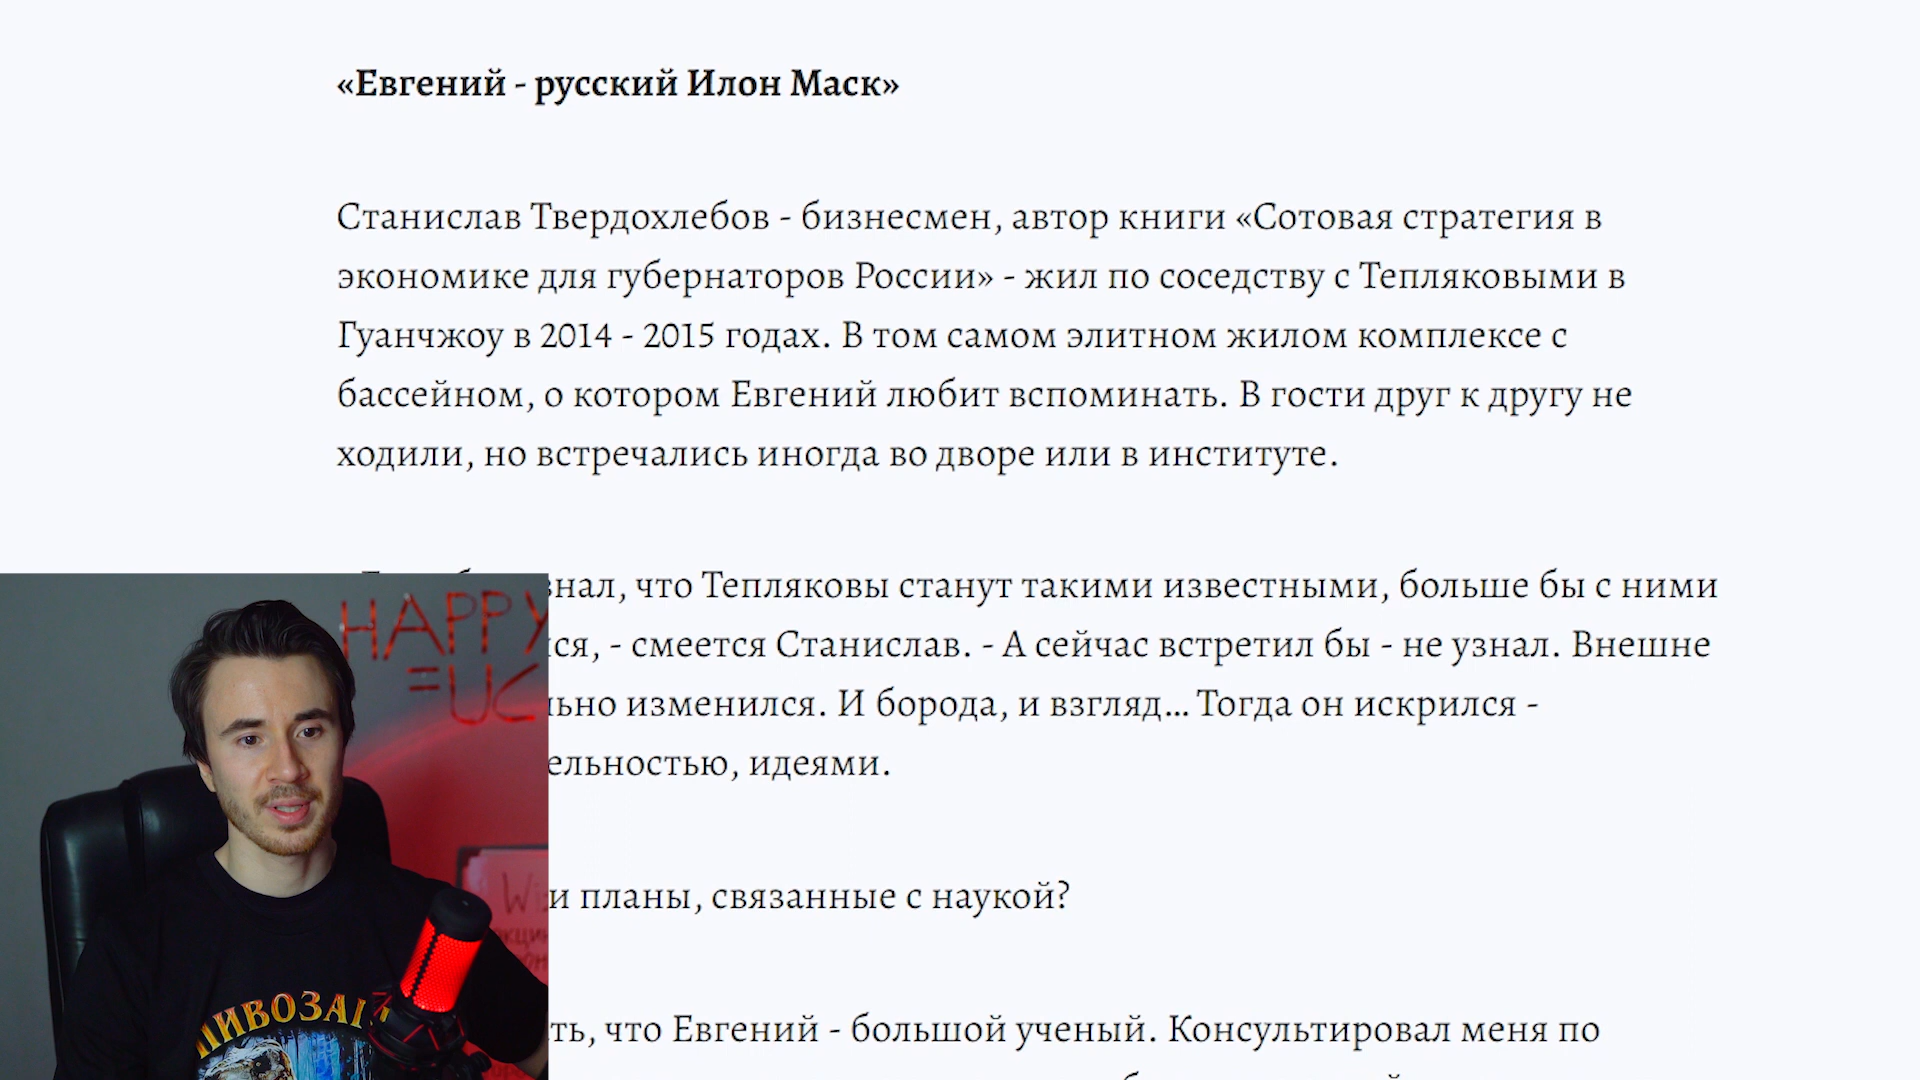 «Евгений - русский Илон Маск»
Станислав Твердохлебов - бизнесмен, автор книги «Сотовая стратегия в
экономике для губернаторов России» - жил по соседству с Тепляковыми в
Гуанчжоу в 2014 - 2015 годах. В том самом элитном жилом комплексе с
бассейном, о котором Евгений любит вспоминать. В гости друг к другу не
ходили, но встречались иногда во дворе или в институте.
знал, что Тепляковы станут такими известными, больше бы с ними
ся, - смеется Станислав. - А сейчас встретил бы - не узнал. Внешне
ьно изменился. И борода, и взгляд... Тогда он искрился -
ельностью, идеями.
и планы, связанные с наукой?
ть, что Евгений - большой ученый. Консультировал меня по
HAPPY
=UC